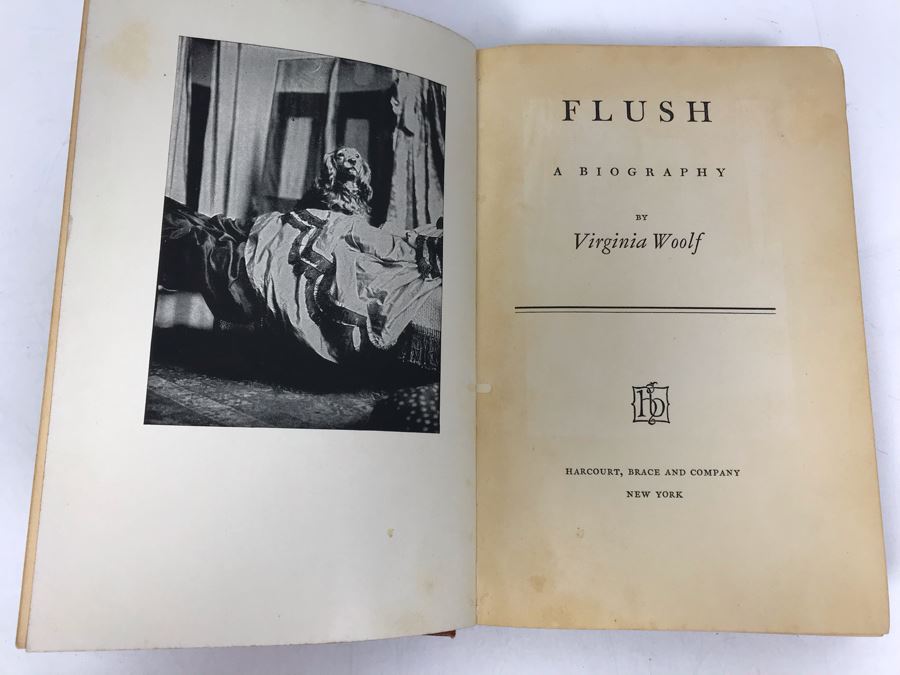 FLUSH
A BIOGRAPHY
BY
Virginia Woolf
HARCOURT, BRACE AND COMPANY
NEW YORK